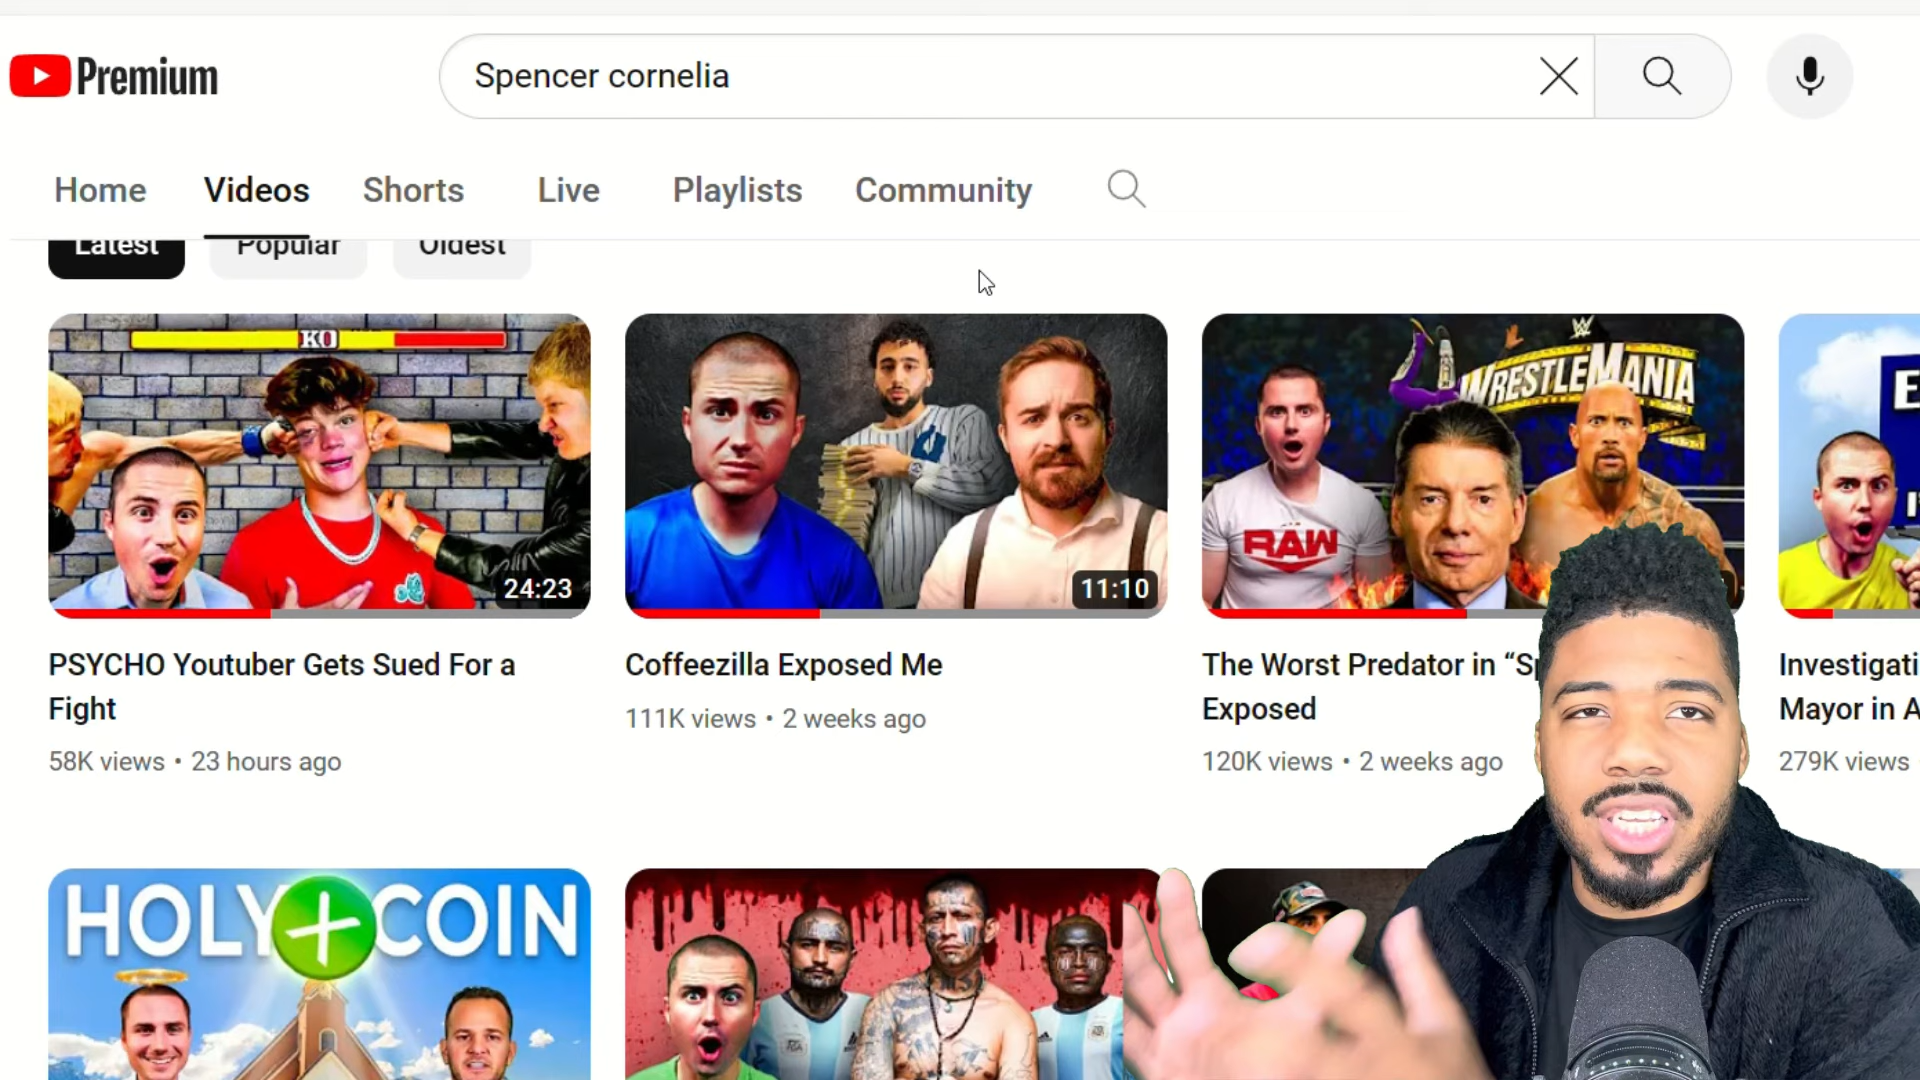 Premium
Spencer cornelia
Home Videos Shorts Live Playlists Community
Latest Popular Oldest
KO
WRESTLEMANIA
RAW
24:23
11:10
PSYCHO Youtuber Gets Sued For a
Fight
58K views • 23 hours ago
Coffeezilla Exposed Me
111K views • 2 weeks ago
The Worst Predator in
Exposed
120K views • 2 weeks ago
Mayor in
279K views
HOLY COIN